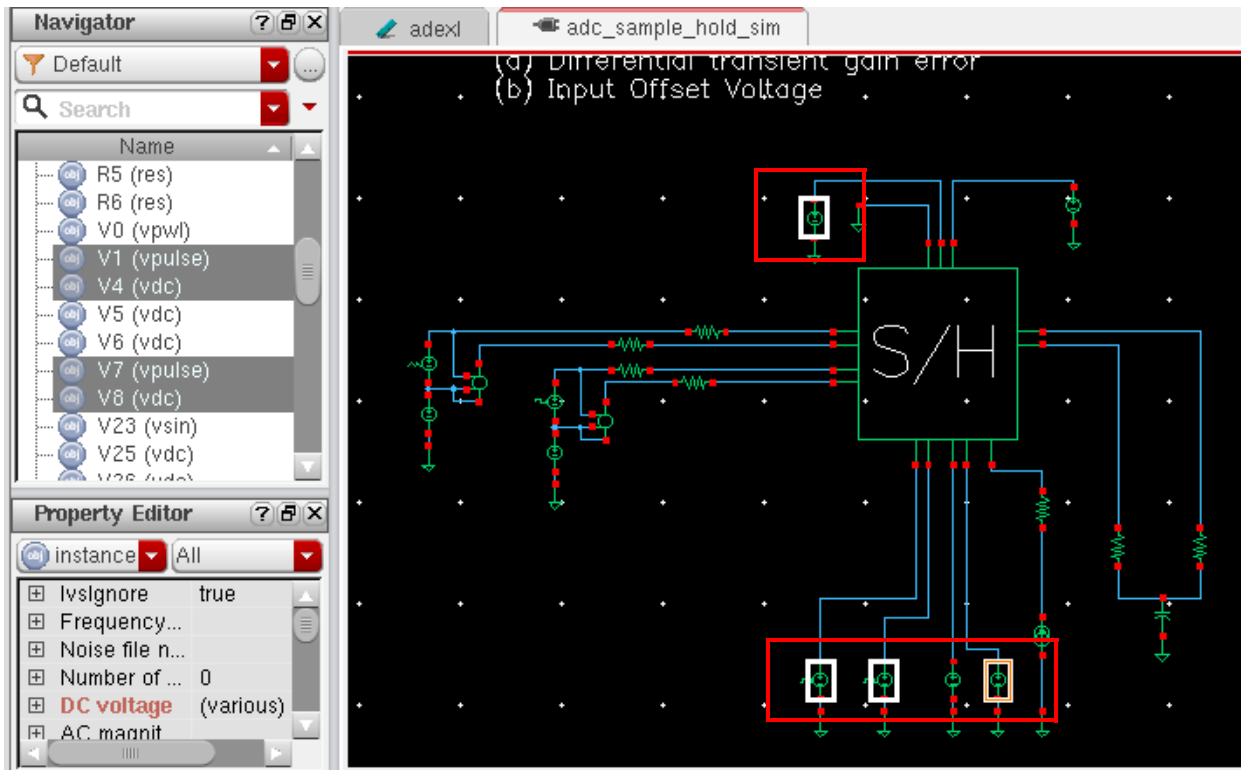 Navigator
Default
...
Search
Name
R5 (res)
R6 (res)
V0 (vpwl)
V1 (vpulse)
V4 (vdc)
V5 (vdc)
V6 (vdc)
V7 (vpulse)
V8 (vdc)
V23 (vsin)
V25 (vdc)
V26 (vdc)
Property Editor
instance
All
lvsIgnore true
Frequency...
Noise file n...
Number of ... 0
DC voltage (various)
AC magnit
adexl
adc_sample_hold_sim
(a) Differential transient gain error
(b) Input Offset Voltage
S/H